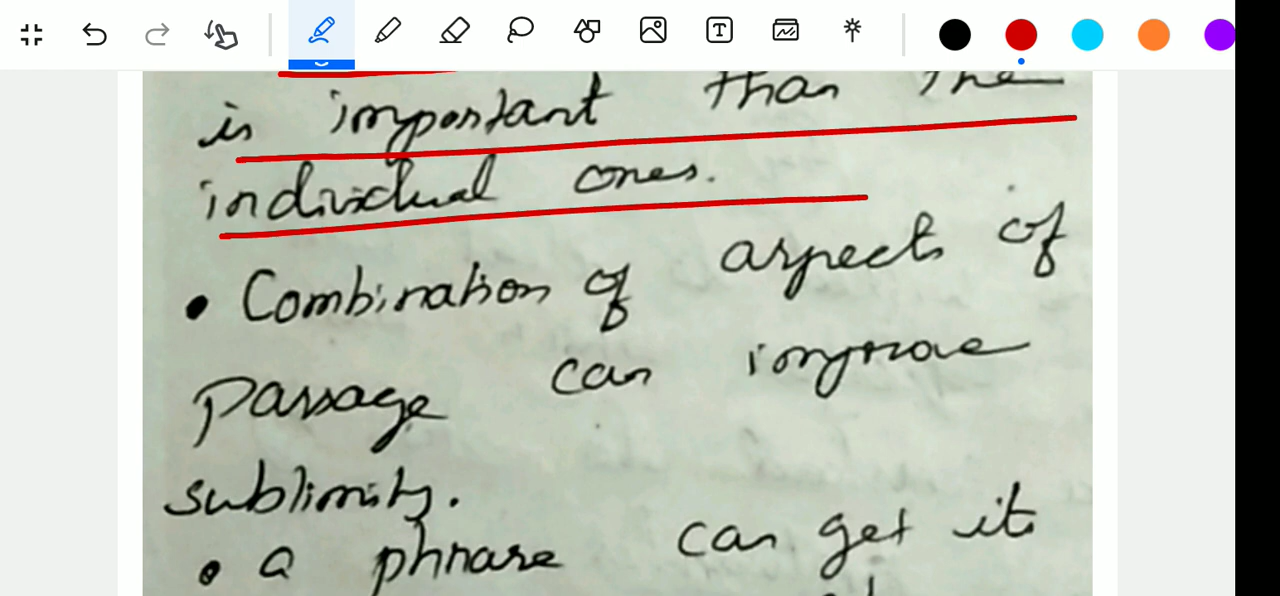 is important than the
individual ones.
• Combination of aspects of
passage can improve
sublimity.
• a phrase can get its